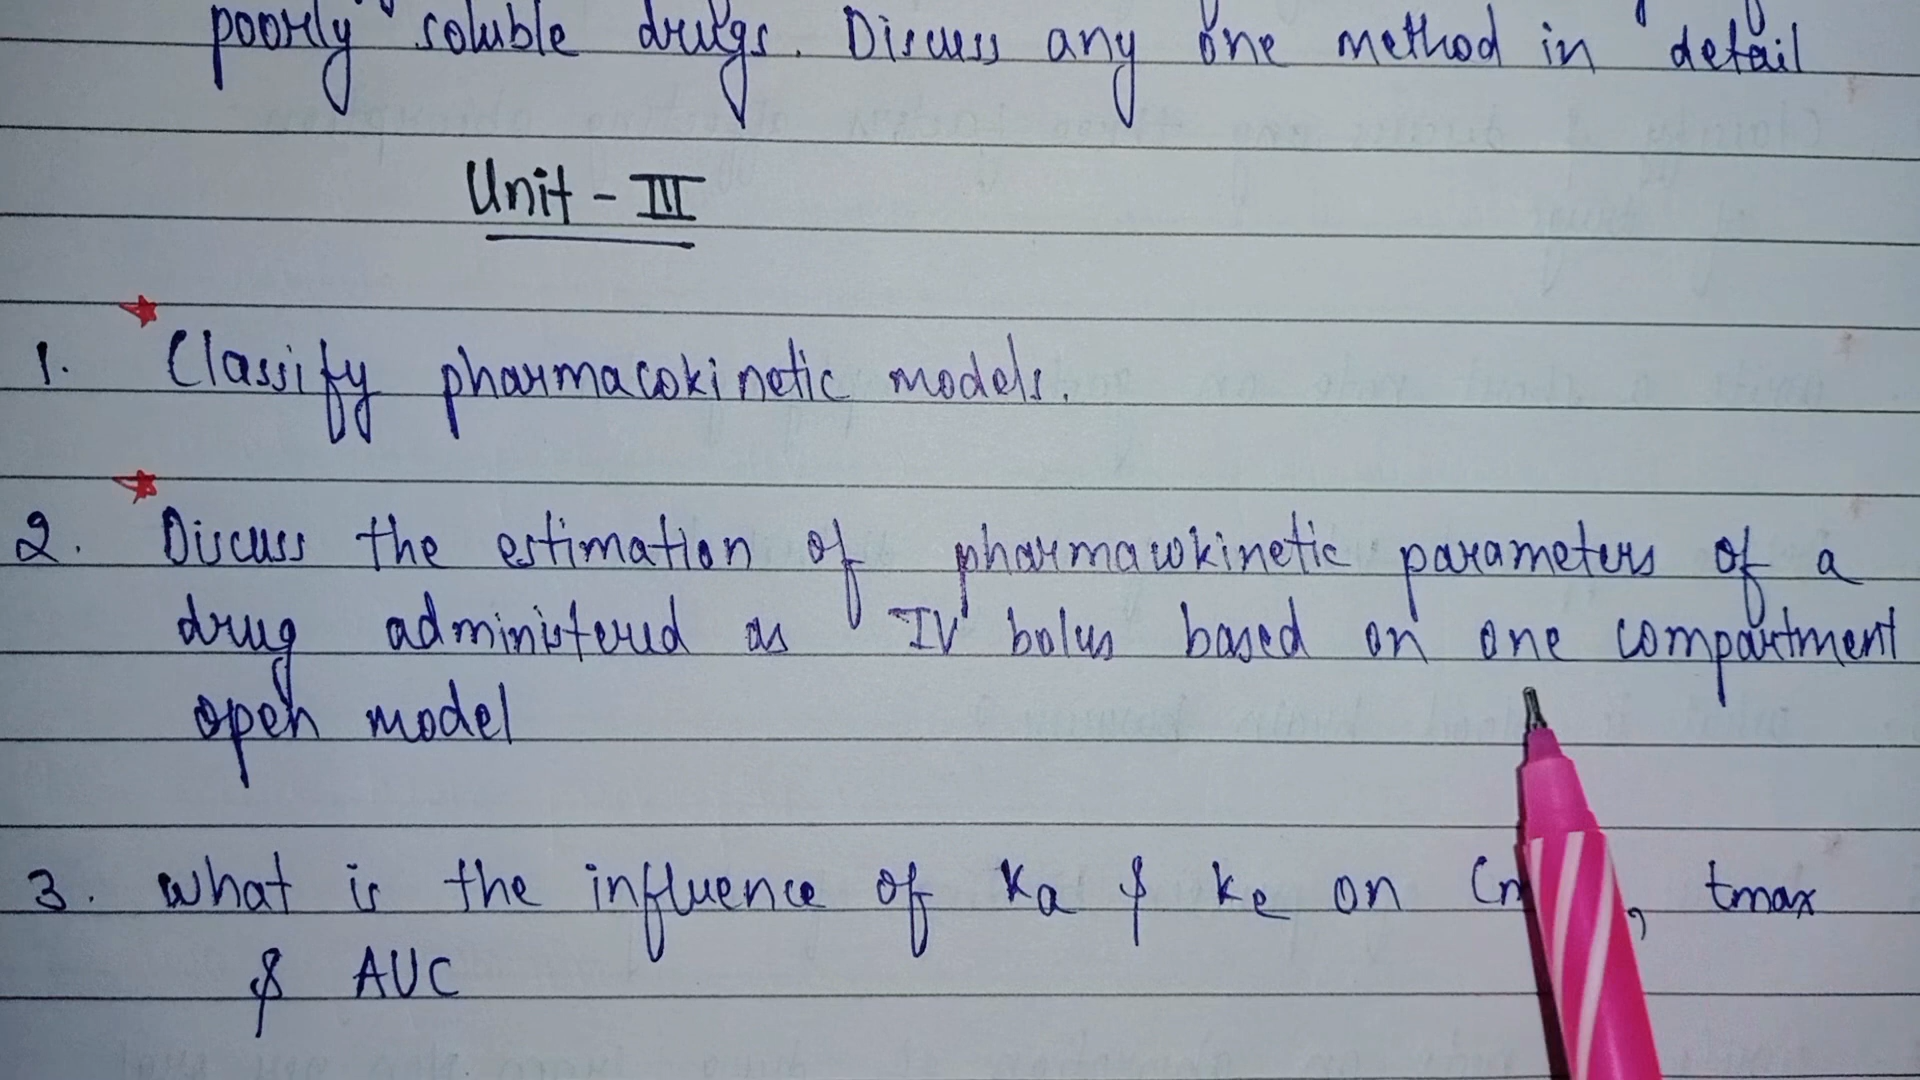 poorly soluble drugs. Discuss any one method in detail
Unit - III
1. Classify pharmacokinetic models.
2. Discuss the estimation of pharmacokinetic parameters of a
drug administered as IV bolus based on one compartment
open model
3. What is the influence of Ka & Ke on , tmax
& AUC